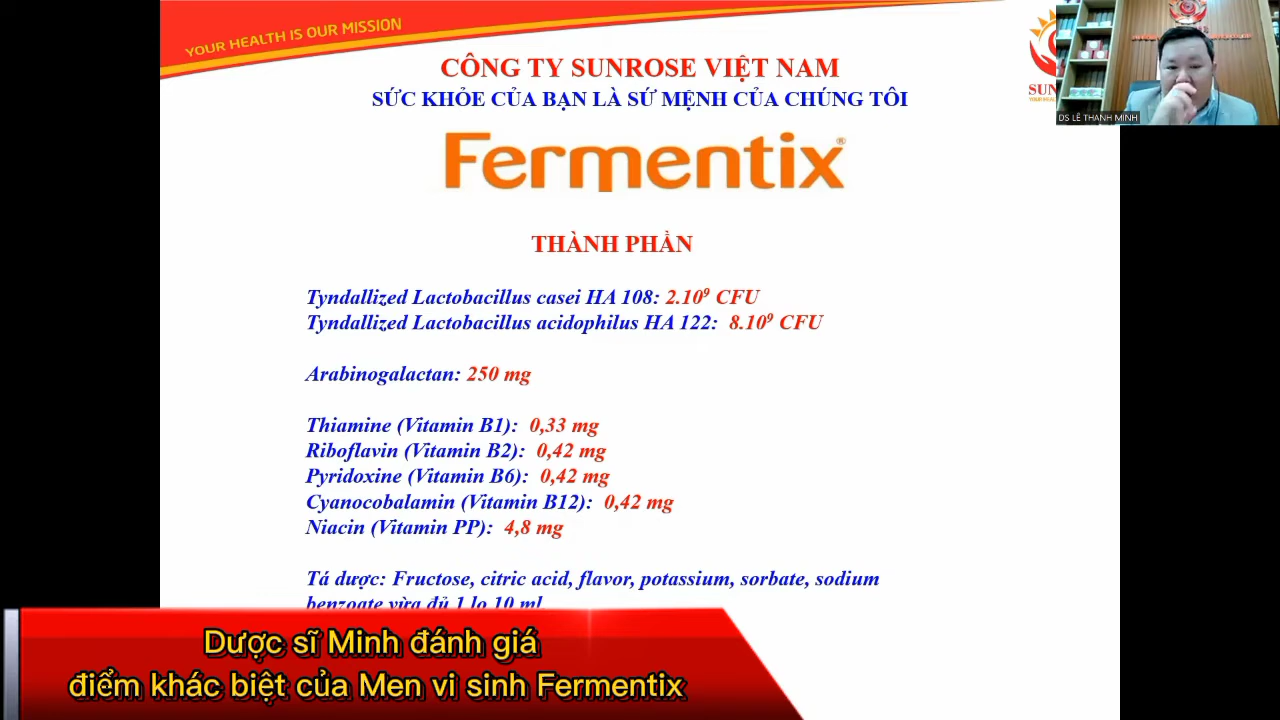 YOUR HEALTH IS OUR MISSION
CÔNG TY SUNROSE VIỆT NAM
SỨC KHỎE CỦA BẠN LÀ SỨ MỆNH CỦA CHÚNG TÔI
DS LÊ THANH MINH
Fermentix®
THÀNH PHẦN
Tyndallized Lactobacillus casei HA 108: 2.10⁹ CFU
Tyndallized Lactobacillus acidophilus HA 122: 8.10⁹ CFU
Arabinogalactan: 250 mg
Thiamine (Vitamin B1): 0,33 mg
Riboflavin (Vitamin B2): 0,42 mg
Pyridoxine (Vitamin B6): 0,42 mg
Cyanocobalamin (Vitamin B12): 0,42 mg
Niacin (Vitamin PP): 4,8 mg
Tá dược: Fructose, citric acid, flavor, potassium, sorbate, sodium
benzoate vừa đủ 1 lọ 10 ml
Dược sĩ Minh đánh giá
điểm khác biệt của Men vi sinh Fermentix